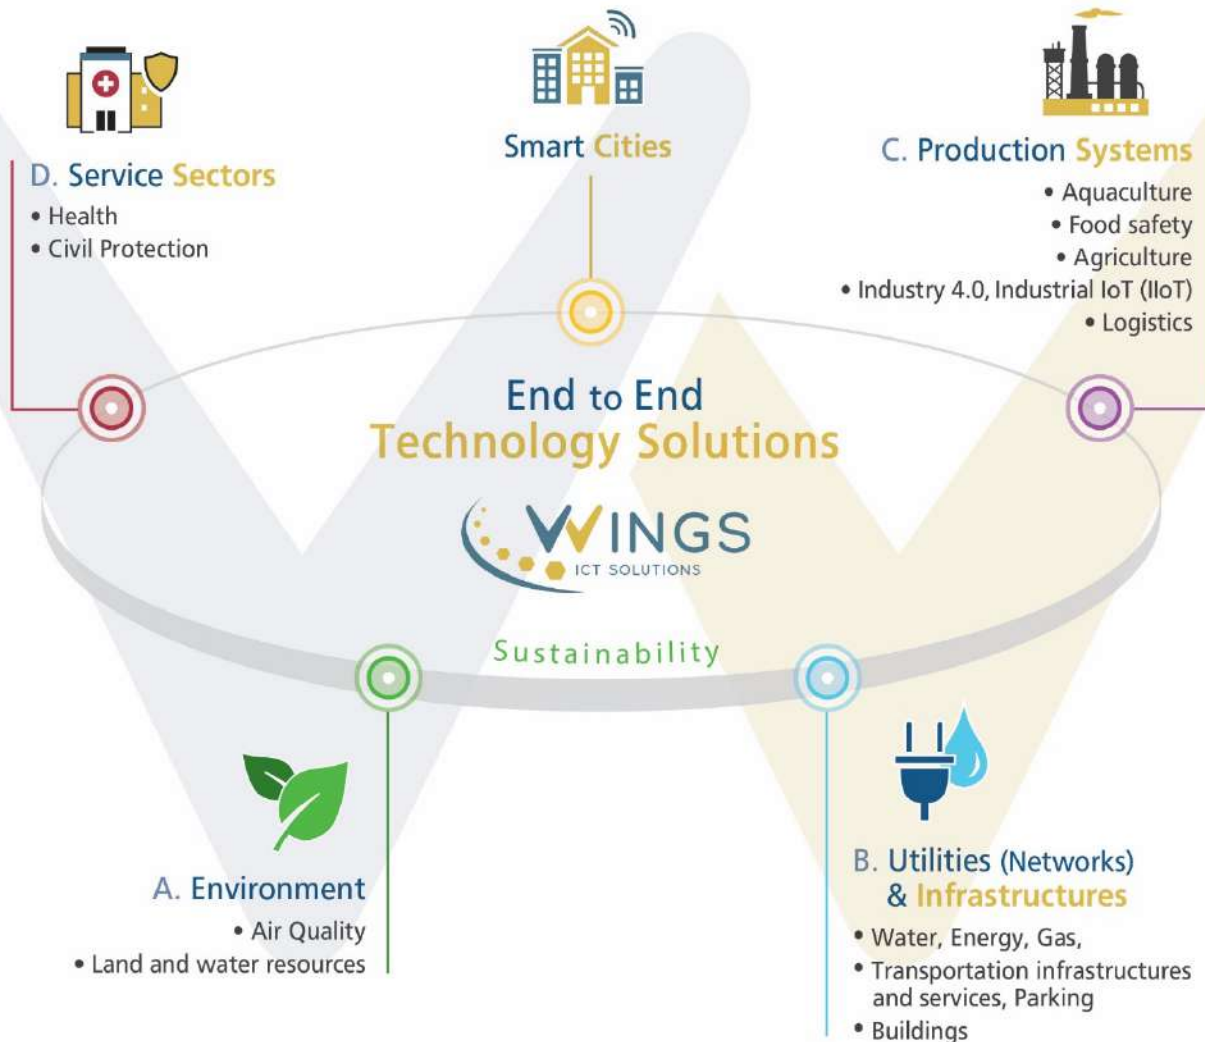 Smart Cities
D. Service Sectors
• Health
• Civil Protection
C. Production Systems
• Aquaculture
• Food safety
• Agriculture
• Industry 4.0, Industrial IoT (IIoT)
• Logistics
End to End
Technology Solutions
WINGS
ICT SOLUTIONS
Sustainability
A. Environment
• Air Quality
• Land and water resources
B. Utilities (Networks)
& Infrastructures
• Water, Energy, Gas,
• Transportation infrastructures
and services, Parking
• Buildings